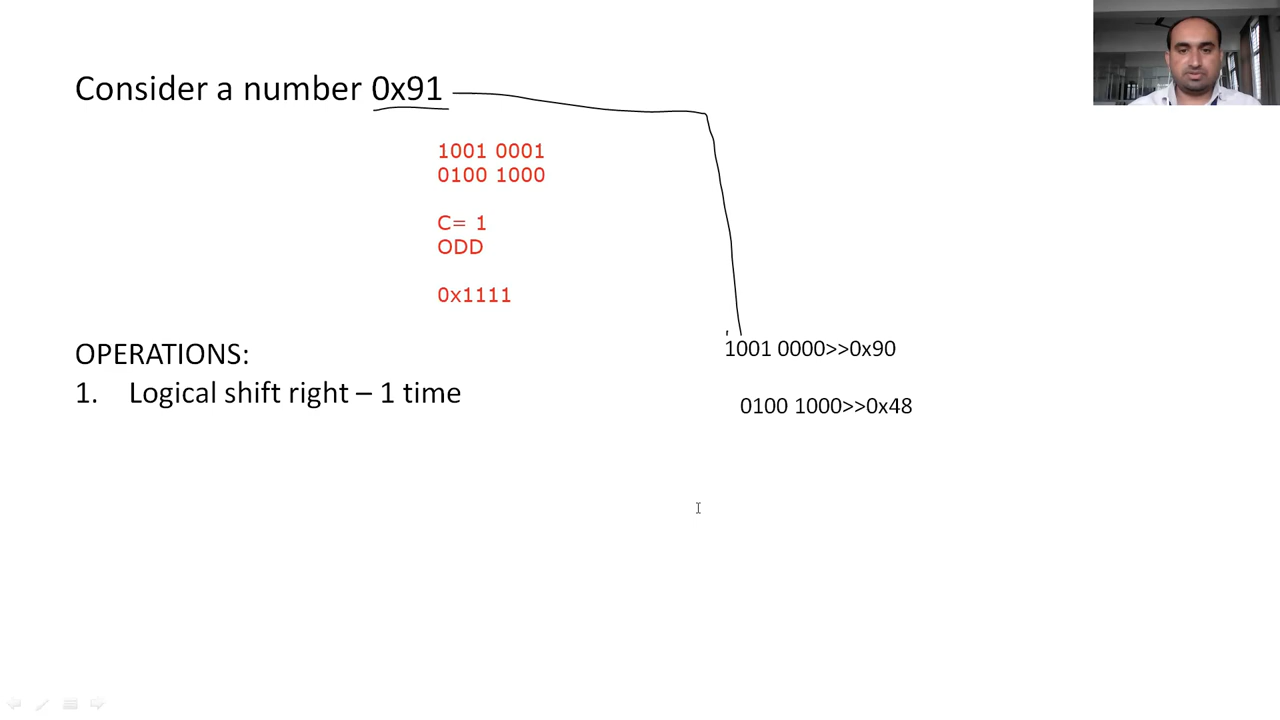 Consider a number 0x91
1001 0001
0100 1000
C= 1
ODD
0x1111
OPERATIONS:
1. Logical shift right – 1 time
1001 0000>>0x90
0100 1000>>0x48